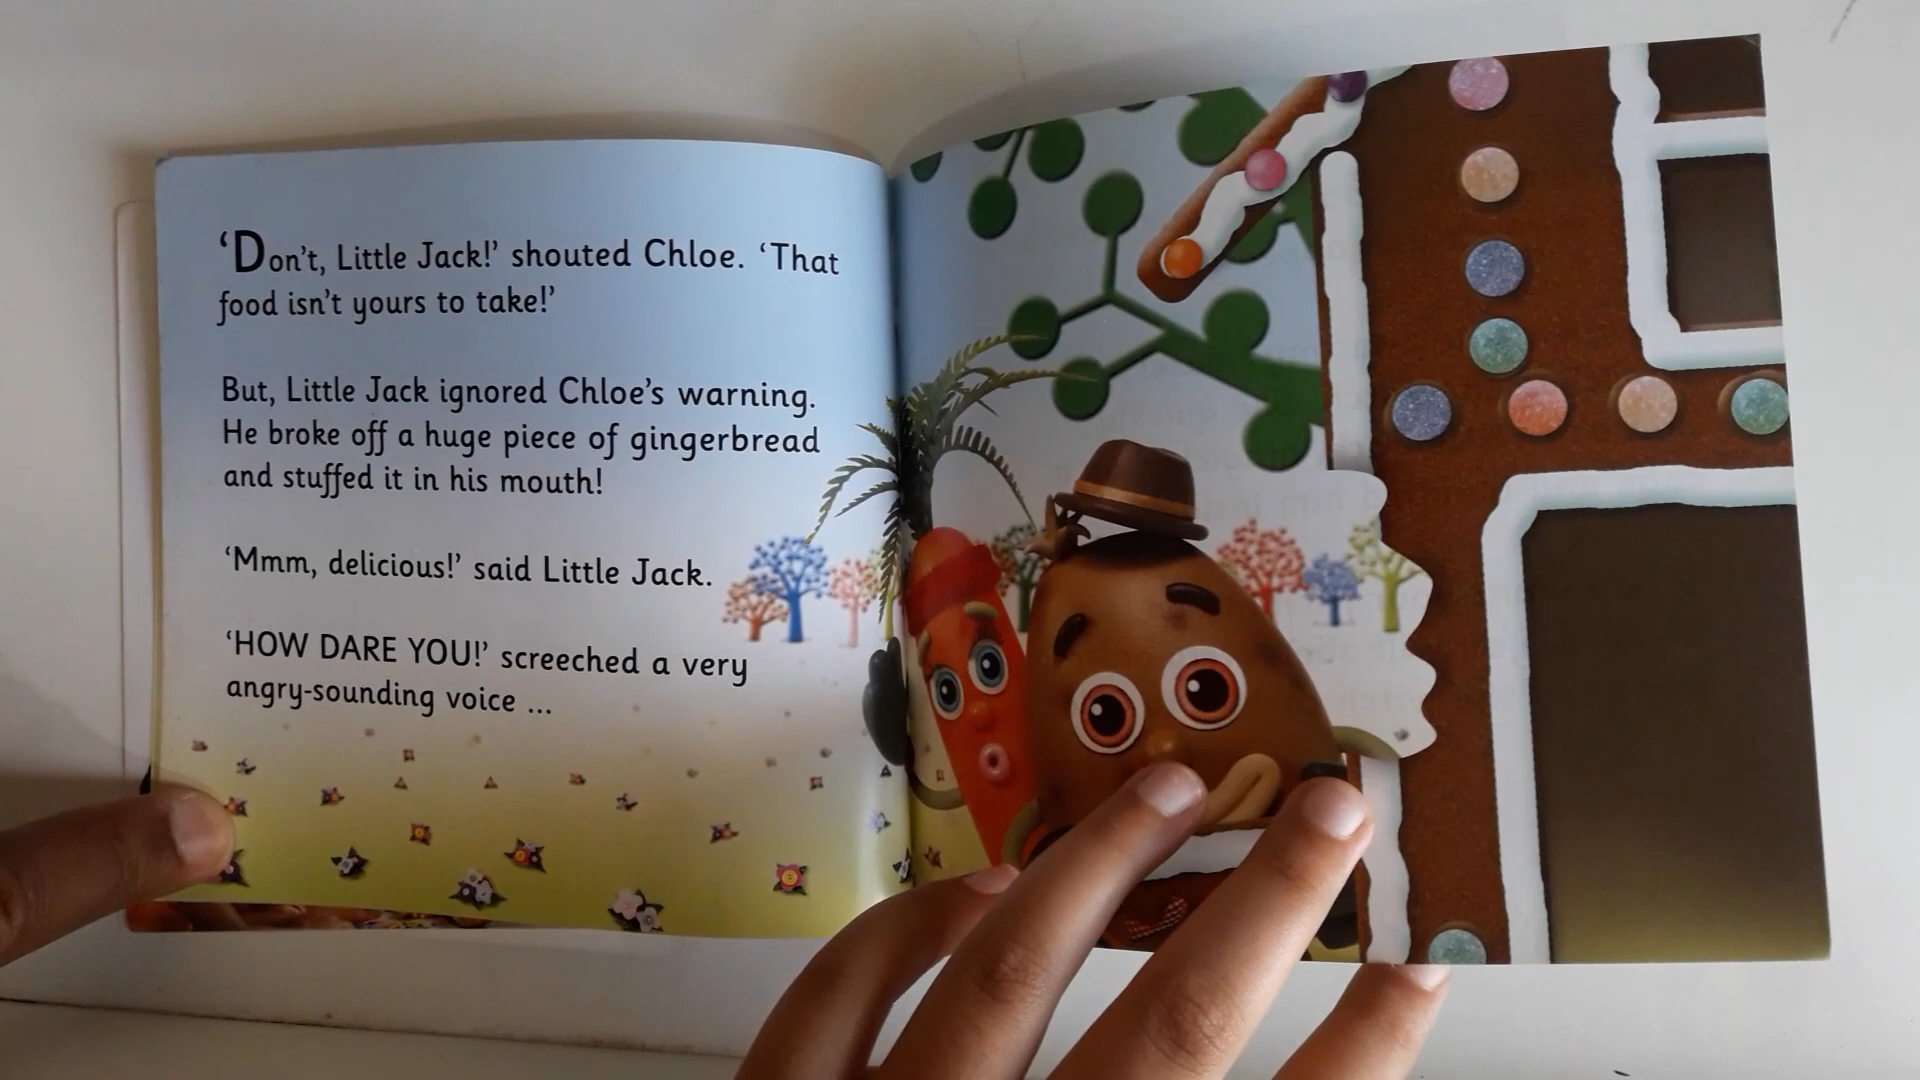 ‘Don’t, Little Jack!’ shouted Chloe. ‘That
food isn’t yours to take!’
But, Little Jack ignored Chloe’s warning.
He broke off a huge piece of gingerbread
and stuffed it in his mouth!
‘Mmm, delicious!’ said Little Jack.
‘HOW DARE YOU!’ screeched a very
angry-sounding voice ...